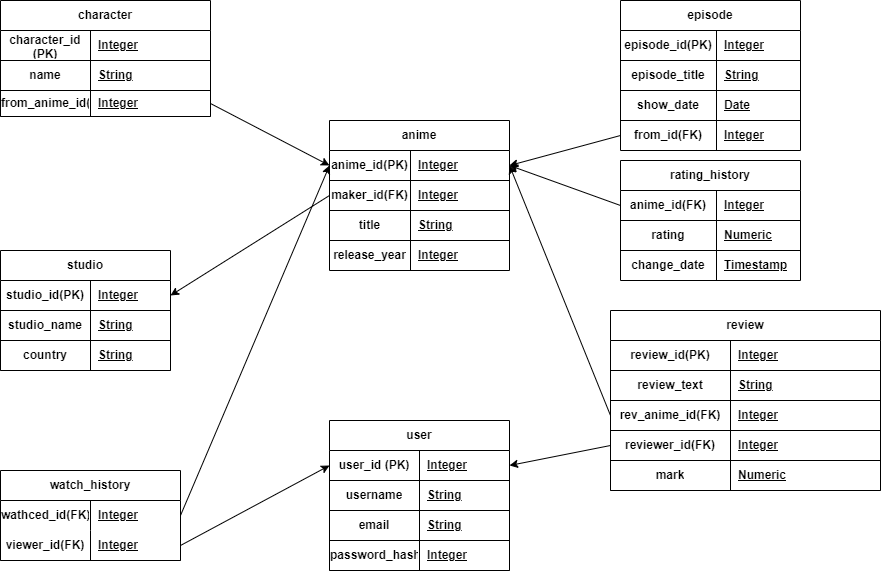 character
character_id
(PK)
Integer
name
String
from_anime_id(
Integer
episode
episode_id(PK)
Integer
episode_title
String
show_date
Date
from_id(FK)
Integer
anime
anime_id(PK)
Integer
maker_id(FK)
Integer
title
String
release_year
Integer
rating_history
anime_id(FK)
Integer
rating
Numeric
change_date
Timestamp
studio
studio_id(PK)
Integer
studio_name
String
country
String
review
review_id(PK)
Integer
review_text
String
rev_anime_id(FK)
Integer
reviewer_id(FK)
Integer
mark
Numeric
user
user_id (PK)
Integer
username
String
email
String
password_hash
Integer
watch_history
wathced_id(FK)
Integer
viewer_id(FK)
Integer